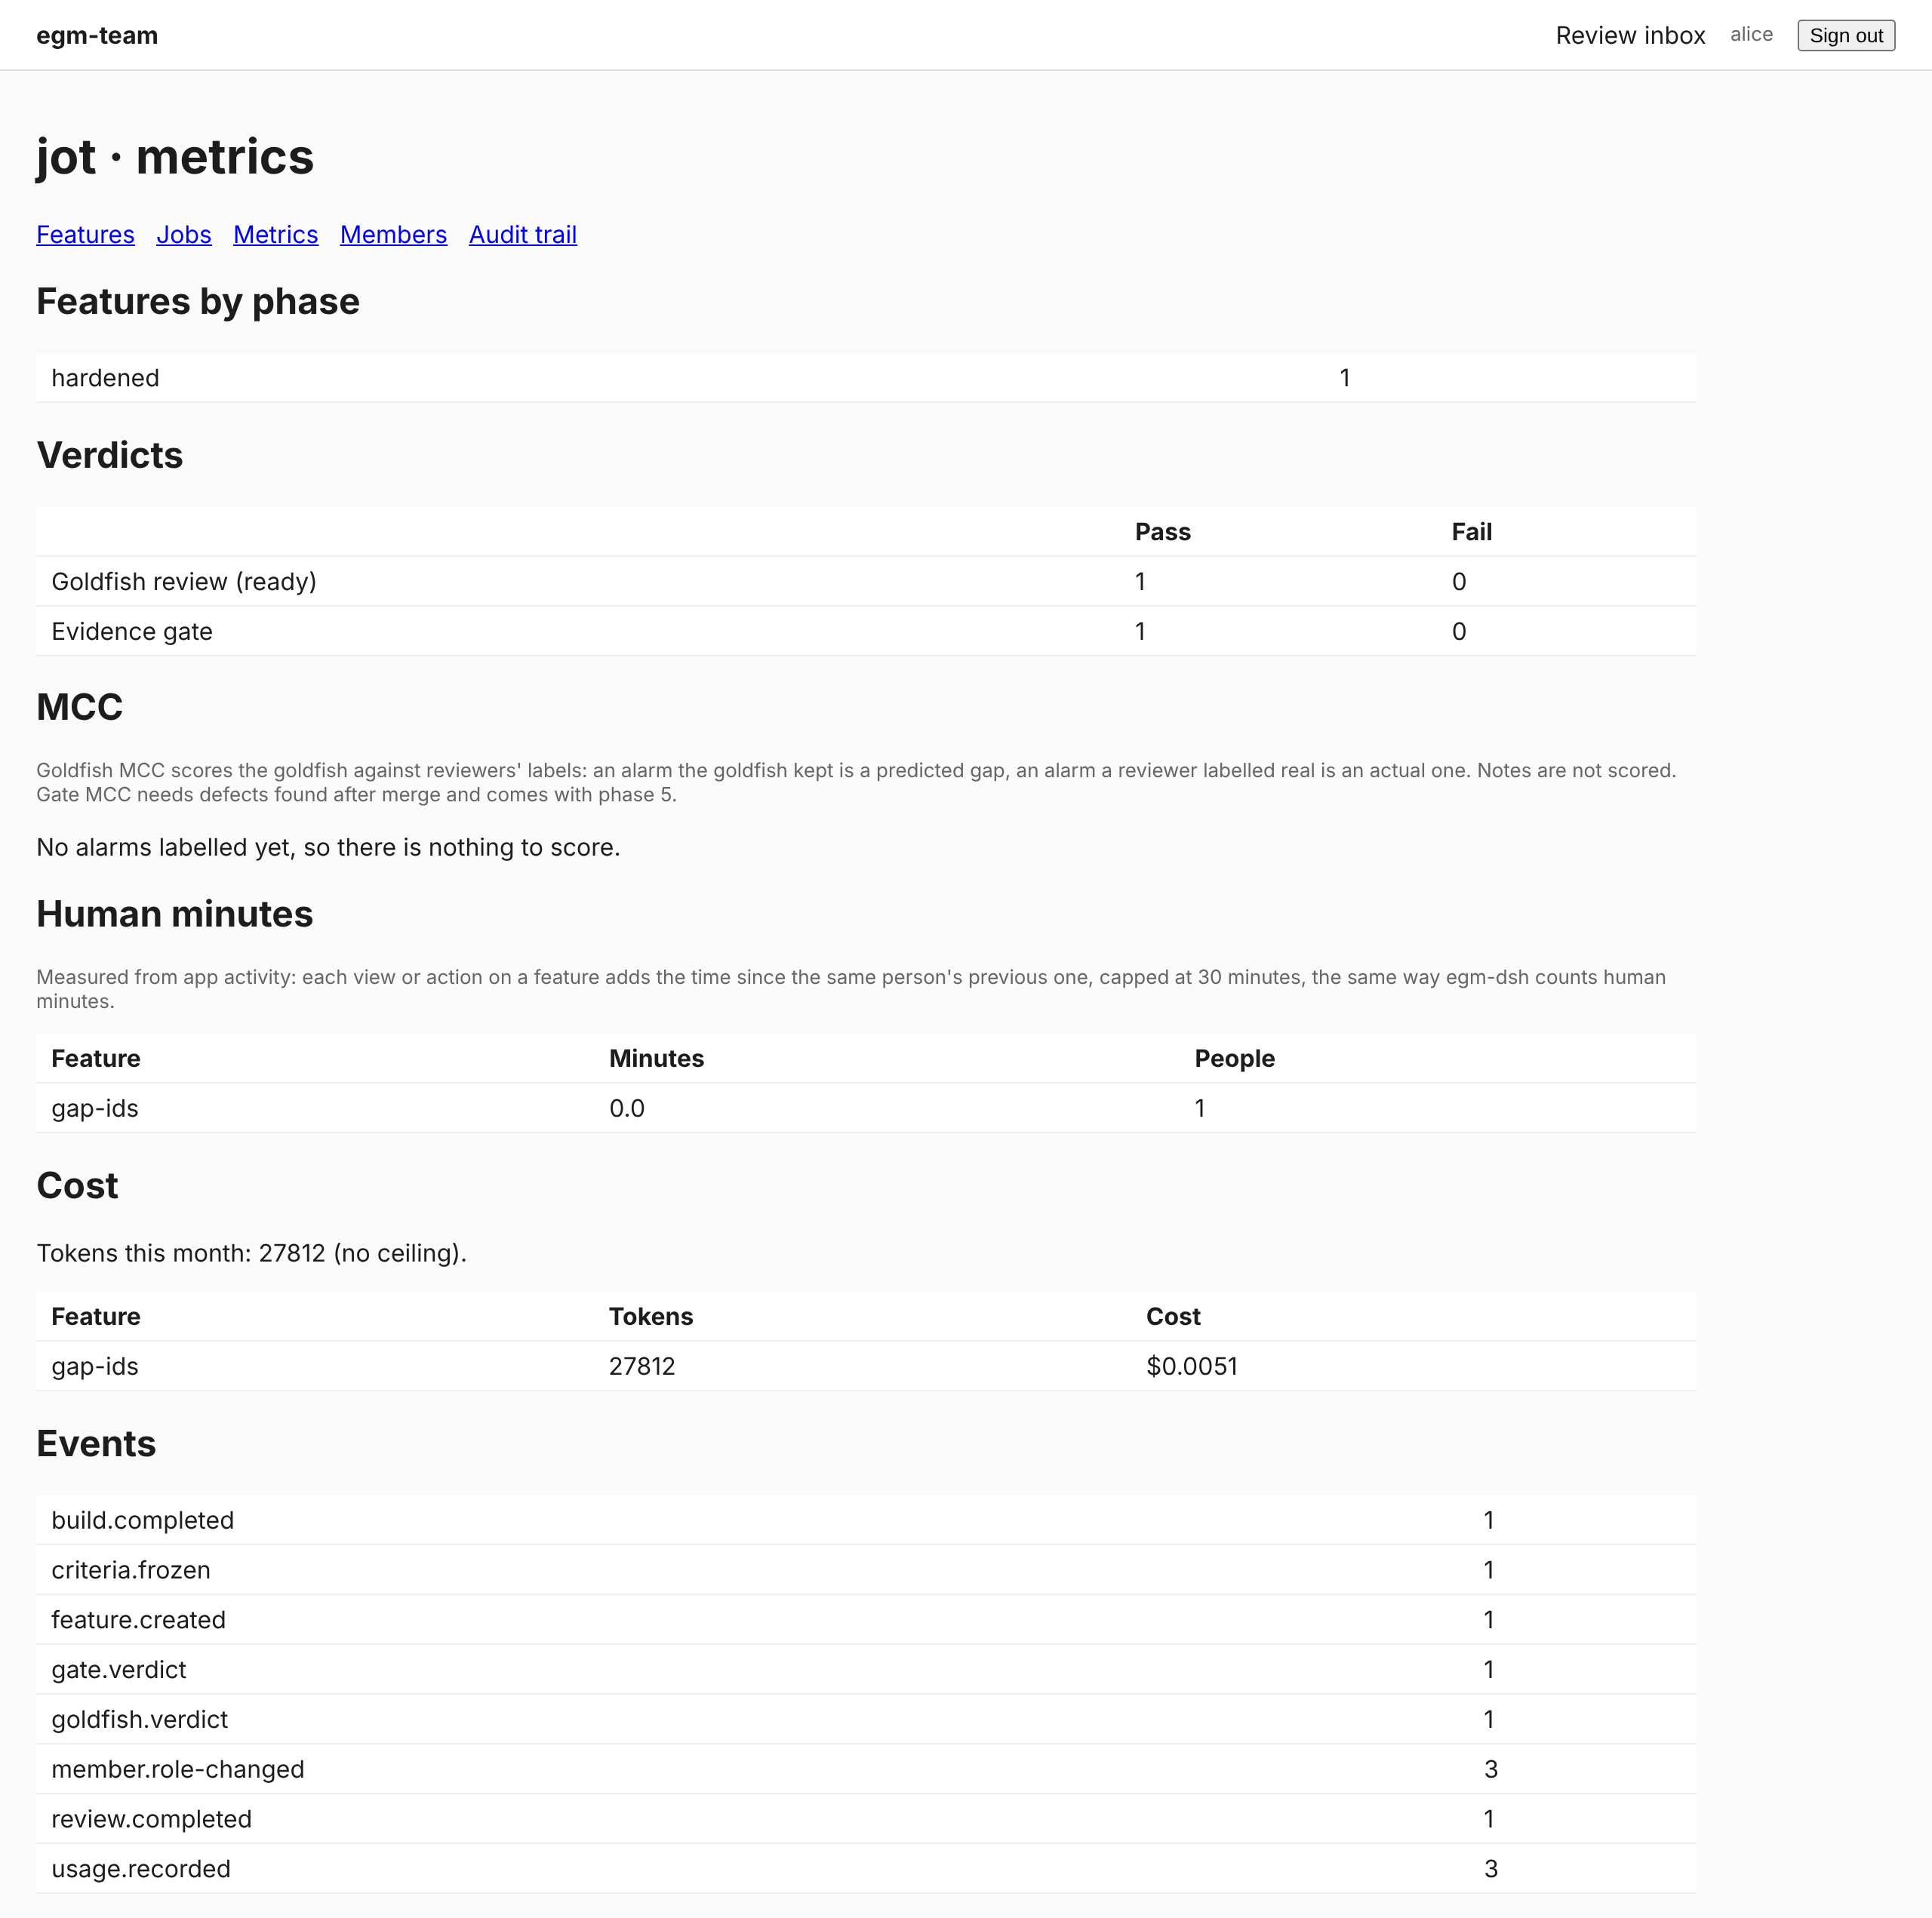 egm-team Review inbox alice Sign out
jot · metrics
Features Jobs Metrics Members Audit trail
Features by phase
hardened 1
Verdicts
Pass Fail
Goldfish review (ready) 1 0
Evidence gate 1 0
MCC
Goldfish MCC scores the goldfish against reviewers' labels: an alarm the goldfish kept is a predicted gap, an alarm a reviewer labelled real is an actual one. Notes are not scored.
Gate MCC needs defects found after merge and comes with phase 5.
No alarms labelled yet, so there is nothing to score.
Human minutes
Measured from app activity: each view or action on a feature adds the time since the same person's previous one, capped at 30 minutes, the same way egm-dsh counts human
minutes.
Feature Minutes People
gap-ids 0.0 1
Cost
Tokens this month: 27812 (no ceiling).
Feature Tokens Cost
gap-ids 27812 $0.0051
Events
build.completed 1
criteria.frozen 1
feature.created 1
gate.verdict 1
goldfish.verdict 1
member.role-changed 3
review.completed 1
usage.recorded 3